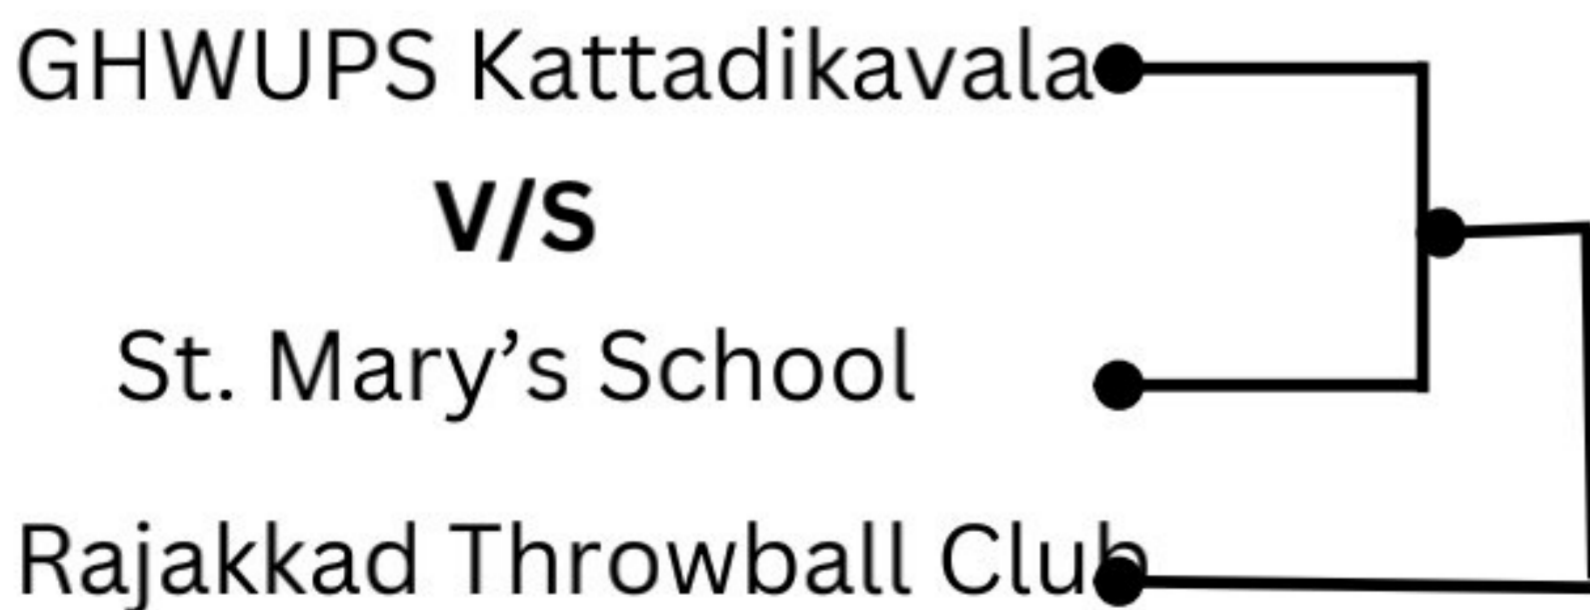 GHWUPS Kattadikavala
V/S
St. Mary’s School
Rajakkad Throwball Club